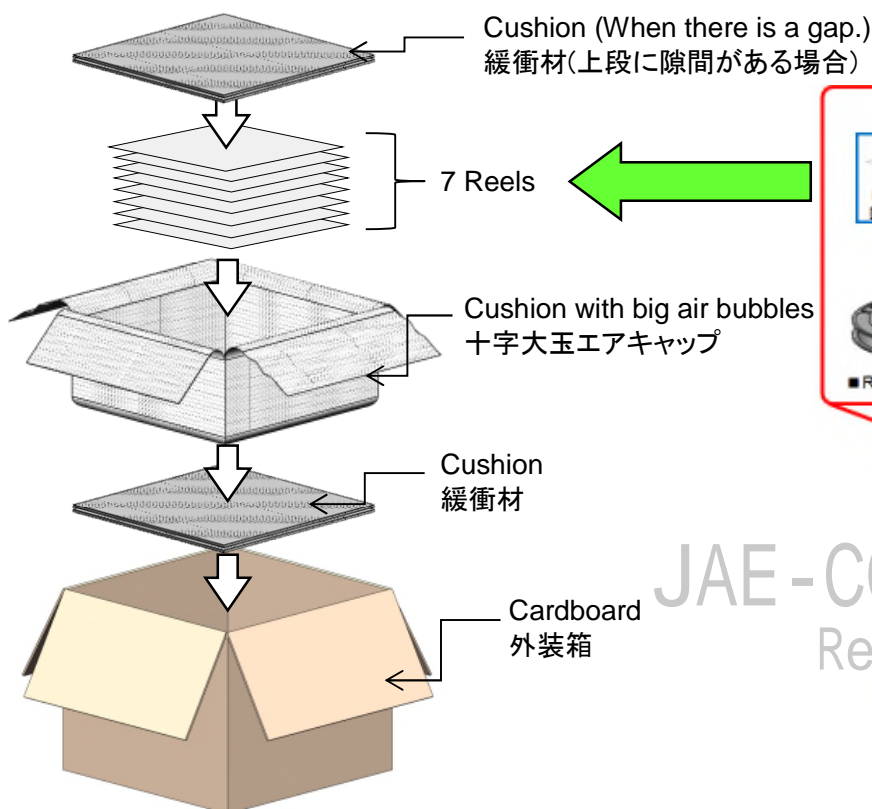 Cushion (When there is a gap.)
緩衝材(上段に隙間がある場合)
7 Reels
Cushion with big air bubbles
十字大玉エアキャップ
■R
Cushion
緩衝材
JAE-C
Cardboard
外装箱
Re